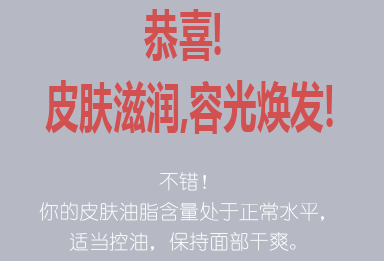 恭喜!
皮肤滋润,容光焕发!
不错！
你的皮肤油脂含量处于正常水平，
适当控油，保持面部干爽。